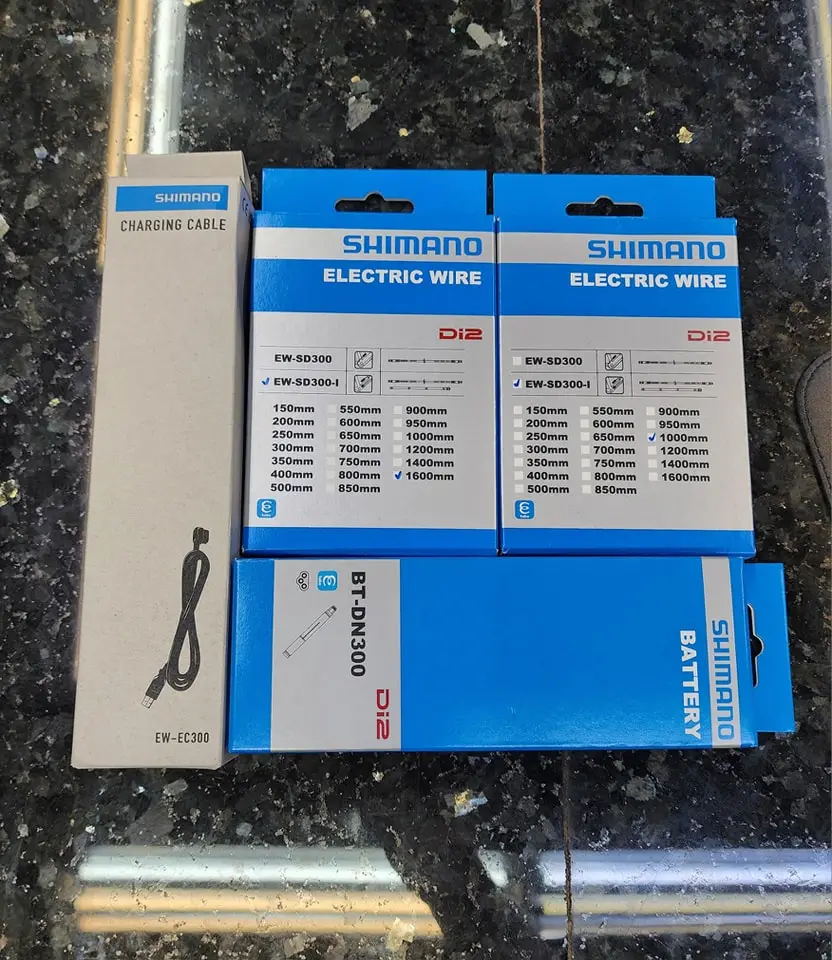 SHIMANO
CHARGING CABLE
EW-EC300
SHIMANO
ELECTRIC WIRE
Di2
EW-SD300
✓ EW-SD300-I
150mm 550mm 900mm
200mm 600mm 950mm
250mm 650mm 1000mm
300mm 700mm 1200mm
350mm 750mm 1400mm
400mm 800mm ✓ 1600mm
500mm 850mm
SHIMANO
ELECTRIC WIRE
Di2
EW-SD300
✓ EW-SD300-I
150mm 550mm 900mm
200mm 600mm 950mm
250mm 650mm ✓ 1000mm
300mm 700mm 1200mm
350mm 750mm 1400mm
400mm 800mm 1600mm
500mm 850mm
SHIMANO
BATTERY
BT-DN300
Di2